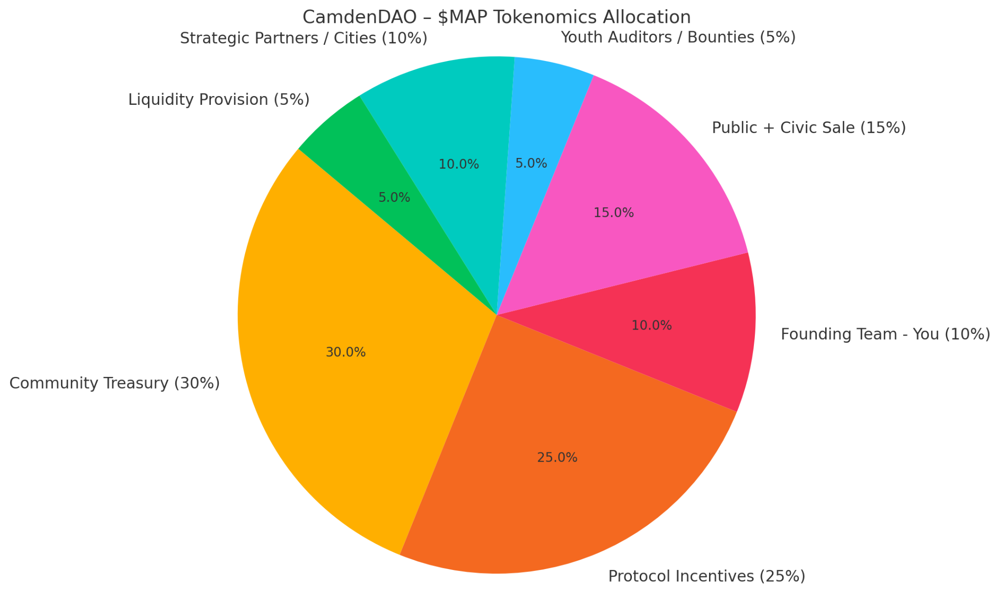 CamdenDAO – $MAP Tokenomics Allocation
Strategic Partners / Cities (10%)
Youth Auditors / Bounties (5%)
Liquidity Provision (5%)
Public + Civic Sale (15%)
10.0%
5.0%
5.0%
15.0%
10.0%
Founding Team - You (10%)
30.0%
Community Treasury (30%)
25.0%
Protocol Incentives (25%)